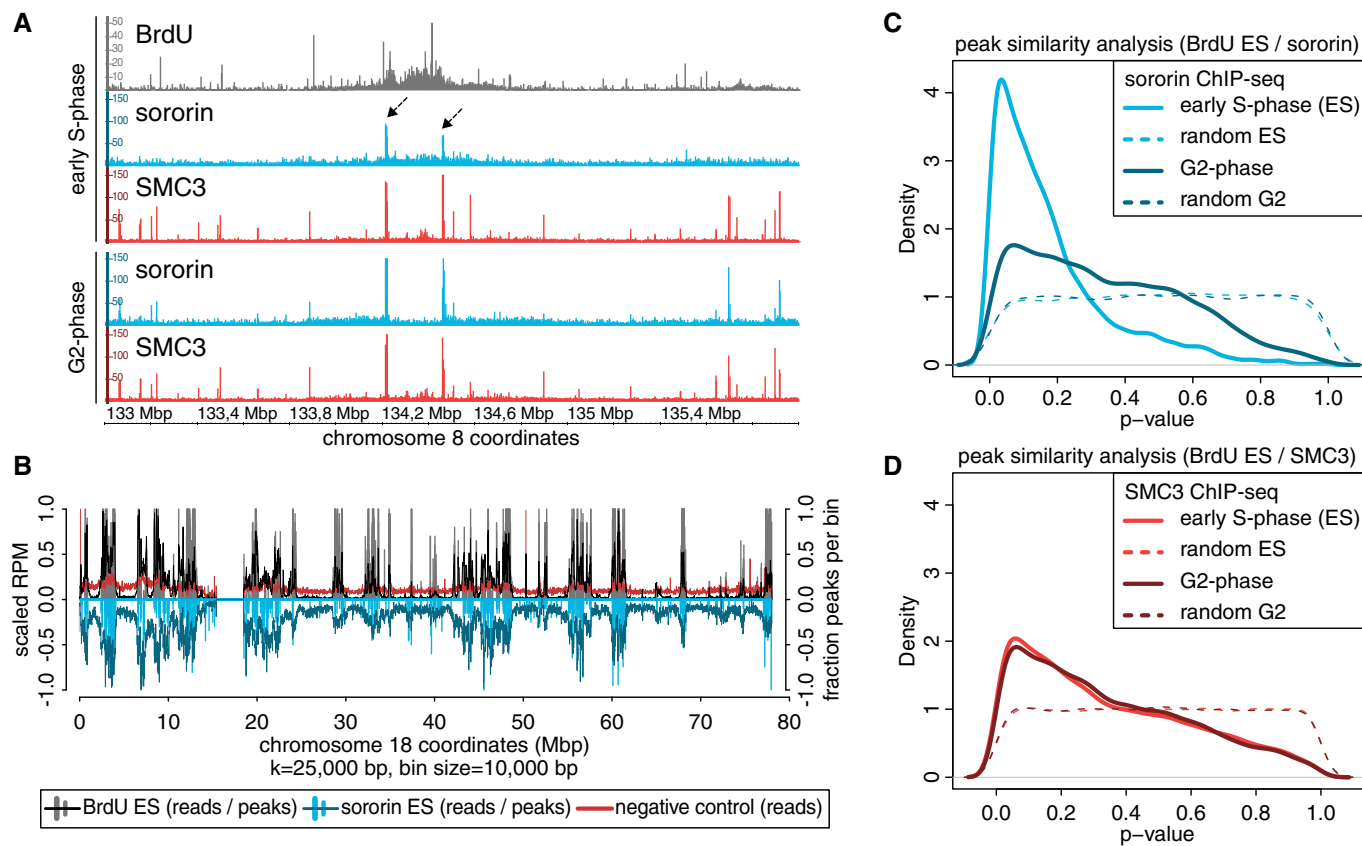 A
early S-phase
G2-phase
50
40
30
20
10
BrdU
150
100
50
sororin
150
100
50
SMC3
150
100
50
sororin
150
100
50
SMC3
133 Mbp 133,4 Mbp 133,8 Mbp 134,2 Mbp 134,6 Mbp 135 Mbp 135,4 Mbp
chromosome 8 coordinates
B
scaled RPM
1.0
0.5
0.0
-0.5
-1.0
1.0
0.5
0.0
-0.5
-1.0
fraction peaks per bin
0 10 20 30 40 50 60 70 80
chromosome 18 coordinates (Mbp)
k=25,000 bp, bin size=10,000 bp
BrdU ES (reads / peaks) sororin ES (reads / peaks) negative control (reads)
C
peak similarity analysis (BrdU ES / sororin)
sororin ChIP-seq
early S-phase (ES)
random ES
G2-phase
random G2
Density
4
3
2
1
0
0.0 0.2 0.4 0.6 0.8 1.0
p-value
D
peak similarity analysis (BrdU ES / SMC3)
SMC3 ChIP-seq
early S-phase (ES)
random ES
G2-phase
random G2
Density
4
3
2
1
0
0.0 0.2 0.4 0.6 0.8 1.0
p-value